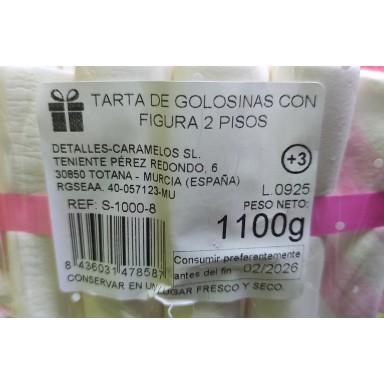 TARTA DE GOLOSINAS CON
FIGURA 2 PISOS
DETALLES-CARAMELOS SL.
TENIENTE PÉREZ REDONDO, 6
30850 TOTANA - MURCIA (ESPAÑA)
RGSEAA. 40-057123-MU
+3
REF: S-1000-8
L.0925
PESO NETO:
1100g
8 436031 478587
Consumir preferentemente
antes del fin 02/2026
CONSERVAR EN UN LUGAR FRESCO Y SECO.